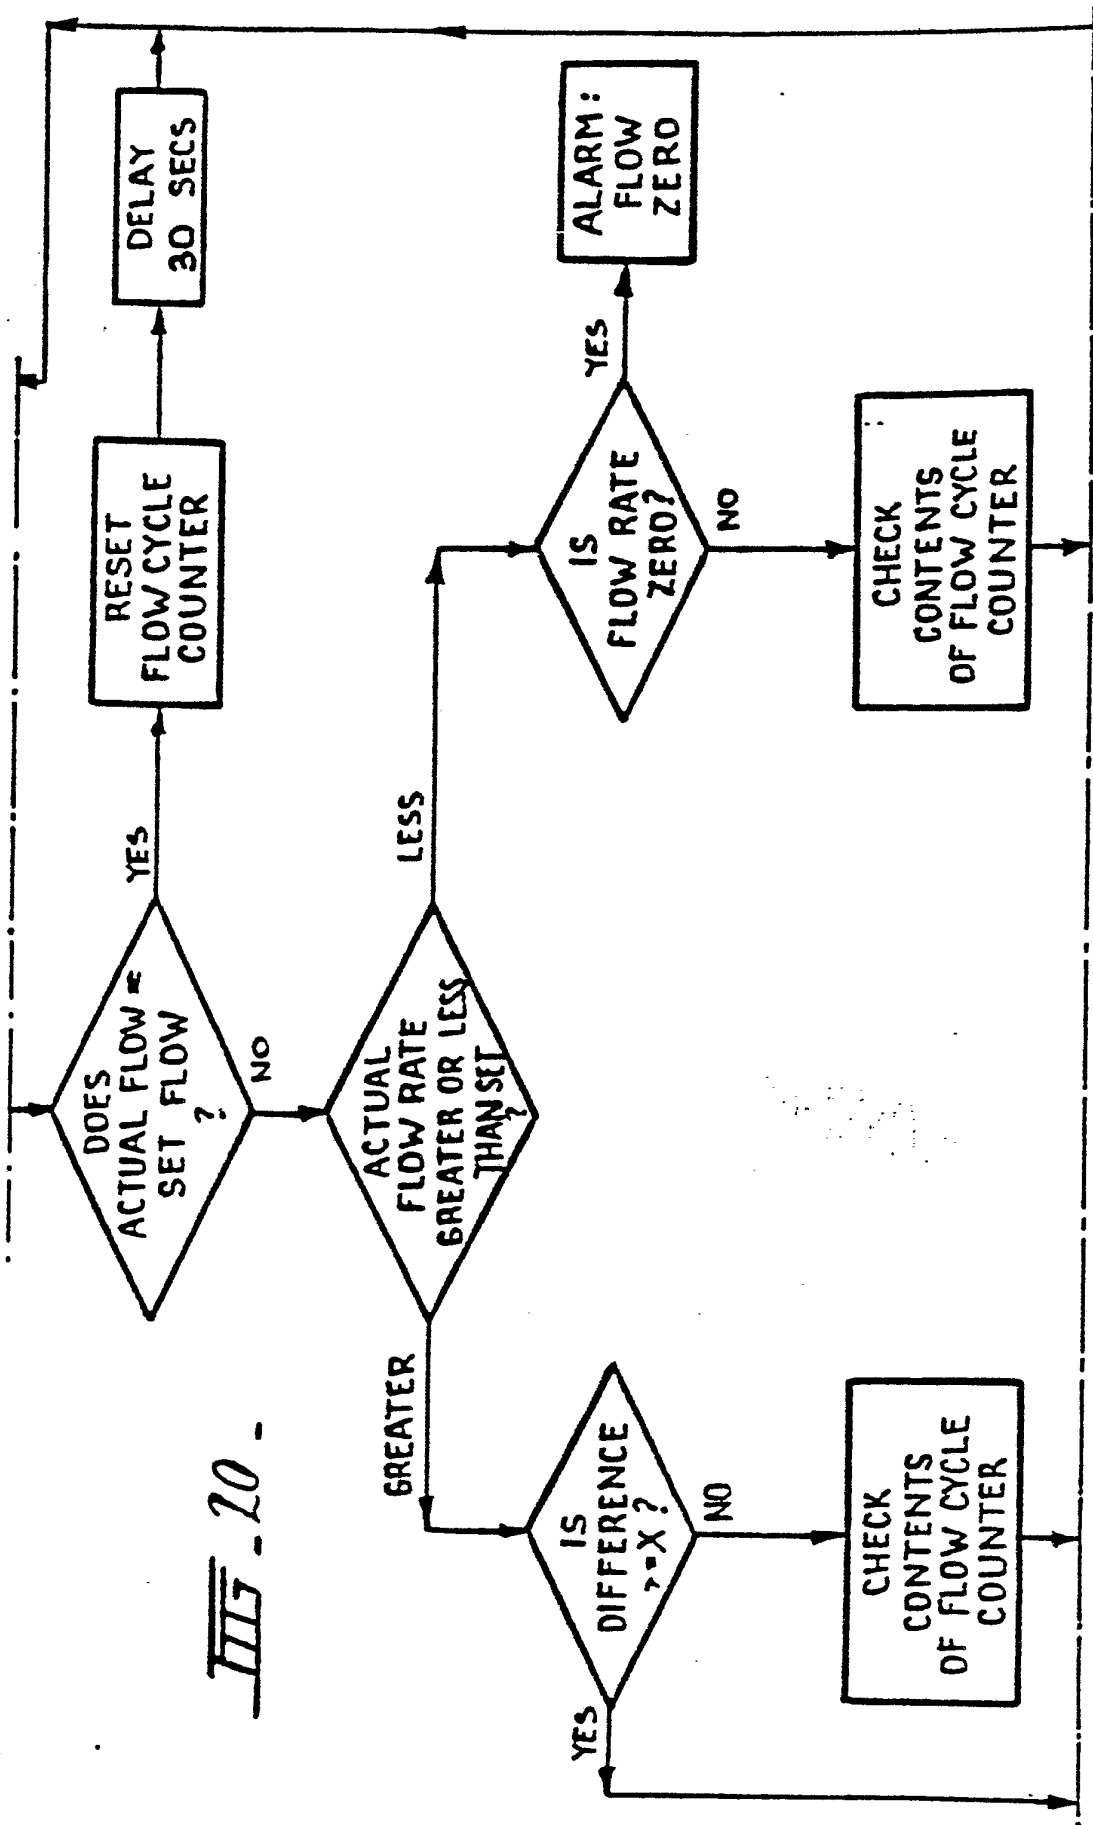 DOES
ACTUAL FLOW =
SET FLOW
?
YES
RESET
FLOW CYCLE
COUNTER
DELAY
30 SECS
NO
ACTUAL
FLOW RATE
GREATER OR LESS
THAN SET
?
GREATER
LESS
IS
DIFFERENCE
>=X?
YES
NO
CHECK
CONTENTS
OF FLOW CYCLE
COUNTER
IS
FLOW RATE
ZERO?
YES
ALARM:
FLOW
ZERO
NO
CHECK
CONTENTS
OF FLOW CYCLE
COUNTER
FIG-20-